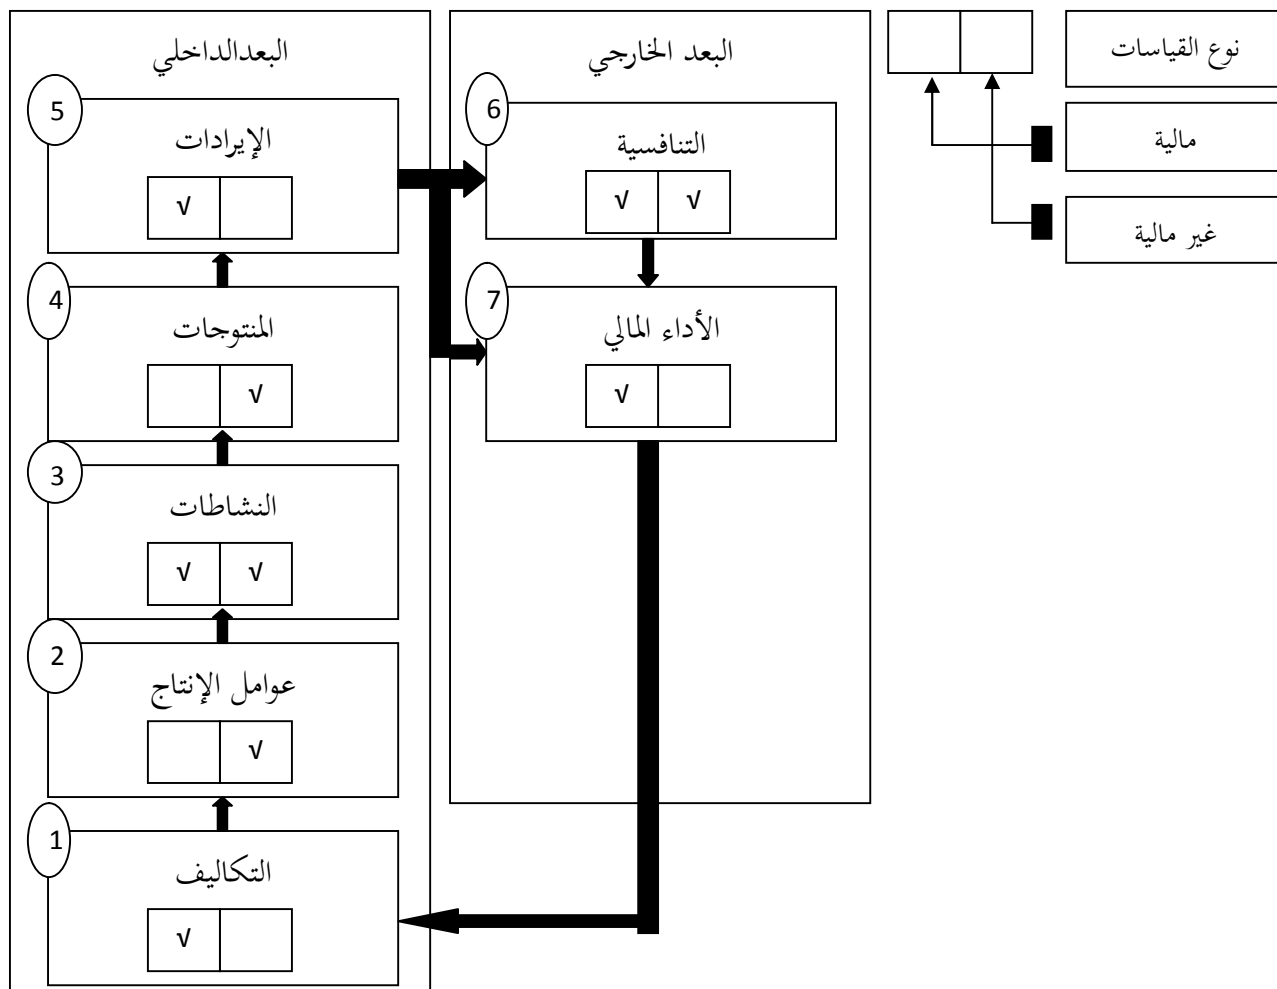 نوع القياسات
مالية
غير مالية
البعد الخارجي
6
التنافسية
√ √
7
الأداء المالي
√
البعدالداخلي
5
الإيرادات
√
4
المنتوجات
√
3
النشاطات
√ √
2
عوامل الإنتاج
√
1
التكاليف
√